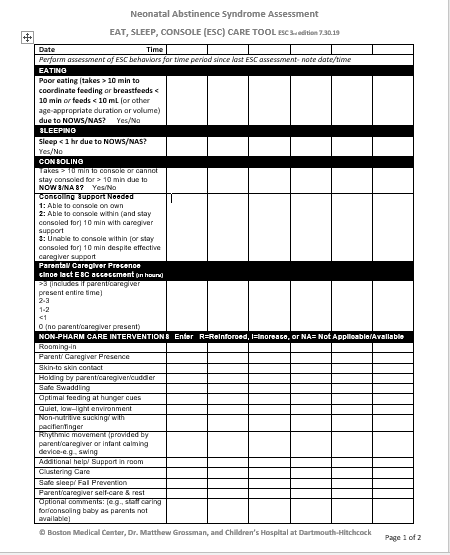 Neonatal Abstinence Syndrome Assessment
EAT, SLEEP, CONSOLE (ESC) CARE TOOL ESC 3rd edition 7.30.19
Date Time
Perform assessment of ESC behaviors for time period since last ESC assessment- note date/time
EATING
Poor eating (takes > 10 min to
coordinate feeding or breastfeeds <
10 min or feeds < 10 mL (or other
age-appropriate duration or volume)
due to NOWS/NAS? Yes/No
SLEEPING
Sleep < 1 hr due to NOWS/NAS?
Yes/No
CONSOLING
Takes > 10 min to console or cannot
stay consoled for > 10 min due to
NOWS/NAS? Yes/No
Consoling Support Needed
1: Able to console on own
2: Able to console within (and stay
consoled for) 10 min with caregiver
support
3: Unable to console within (or stay
consoled for) 10 min despite effective
caregiver support
Parental/ Caregiver Presence
since last ESC assessment (in hours)
>3 (includes if parent/caregiver
present entire time)
2-3
1-2
<1
0 (no parent/caregiver present)
NON-PHARM CARE INTERVENTIONS Enter R=Reinforced, I=Increase, or NA= Not Applicable/Available
Rooming-in
Parent/ Caregiver Presence
Skin-to skin contact
Holding by parent/caregiver/cuddler
Safe Swaddling
Optimal feeding at hunger cues
Quiet, low–light environment
Non-nutritive sucking/ with
pacifier/finger
Rhythmic movement (provided by
parent/caregiver or infant calming
device-e.g., swing
Additional help/ Support in room
Clustering Care
Safe sleep/ Fall Prevention
Parent/caregiver self-care & rest
Optional comments: (e.g., staff caring
for/consoling baby as parents not
available)
© Boston Medical Center, Dr. Matthew Grossman, and Children's Hospital at Dartmouth-Hitchcock
Page 1 of 2